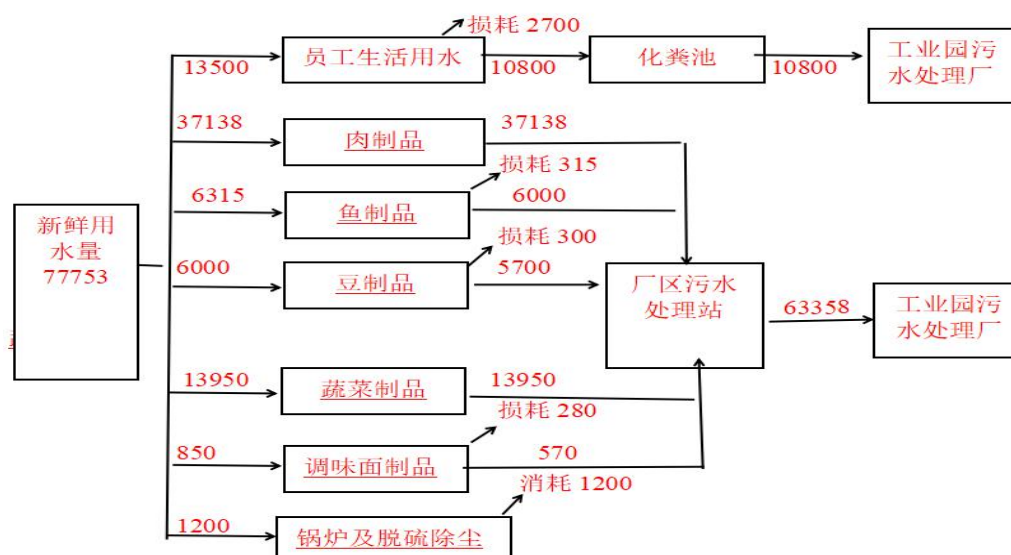 损耗 2700
员工生活用水
13500
10800
化粪池
10800
工业园污
水处理厂
37138
肉制品
37138
损耗 315
6315
鱼制品
6000
新鲜用
水量
77753
损耗 300
6000
豆制品
5700
厂区污水
处理站
63358
工业园污
水处理厂
13950
蔬菜制品
13950
损耗 280
850
调味面制品
570
消耗 1200
1200
锅炉及脱硫除尘